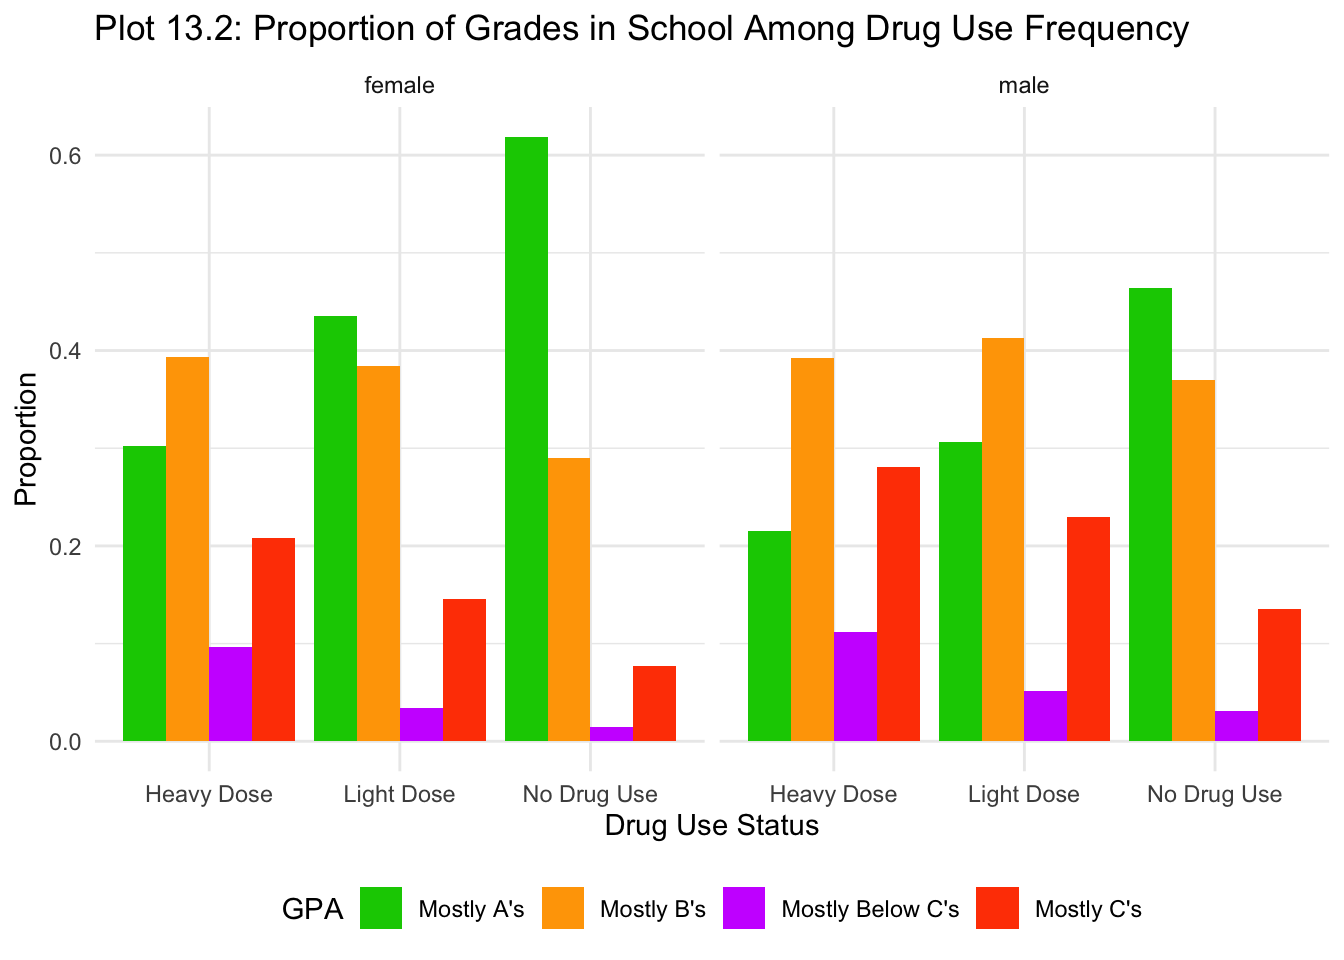 Plot 13.2: Proportion of Grades in School Among Drug Use Frequency
female male
0.6
0.4
0.2
0.0
Proportion
Heavy Dose Light Dose No Drug Use Heavy Dose Light Dose No Drug Use
Drug Use Status
GPA Mostly A's Mostly B's Mostly Below C's Mostly C's